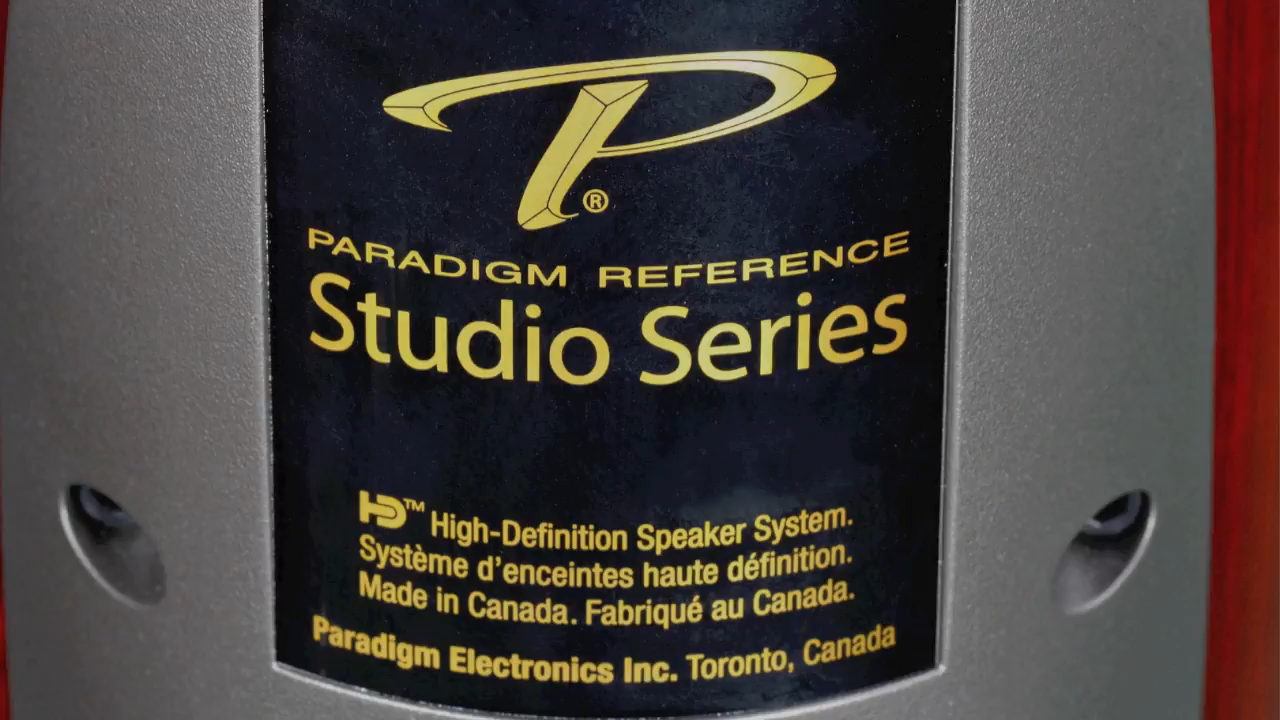 P®
PARADIGM REFERENCE
Studio Series
HD™ High-Definition Speaker System.
Système d'enceintes haute définition.
Made in Canada. Fabriqué au Canada.
Paradigm Electronics Inc. Toronto, Canada